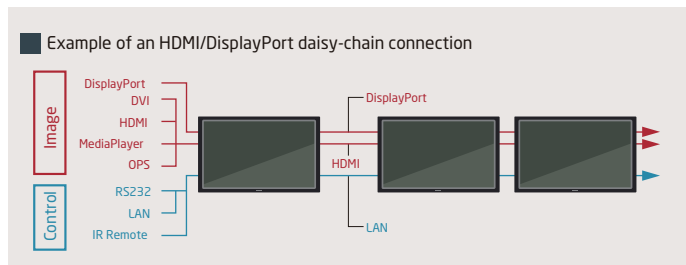 Example of an HDMI/DisplayPort daisy-chain connection
Image
DisplayPort
DVI
HDMI
MediaPlayer
OPS
Control
RS232
LAN
IR Remote
DisplayPort
HDMI
LAN